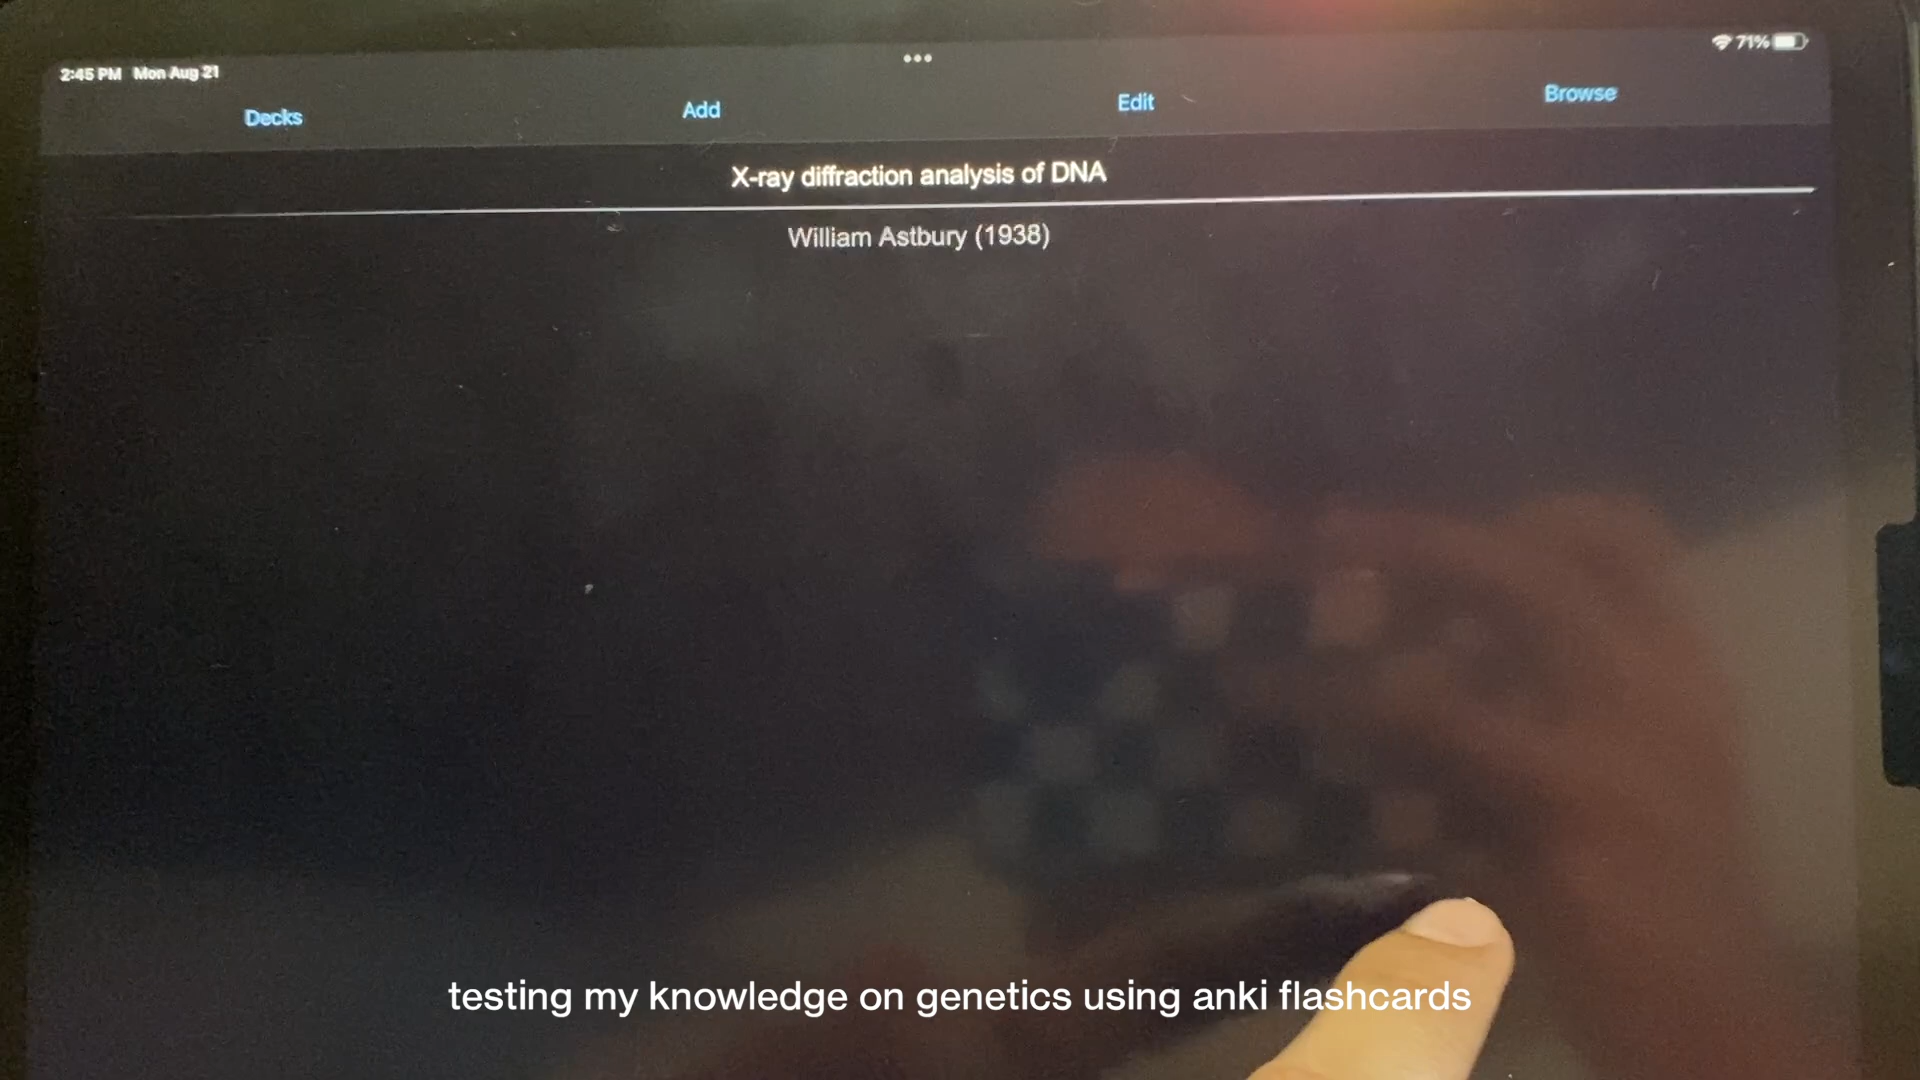 2:45 PM Mon Aug 21
71%
Decks Add Edit Browse
X-ray diffraction analysis of DNA
William Astbury (1938)
testing my knowledge on genetics using anki flashcards